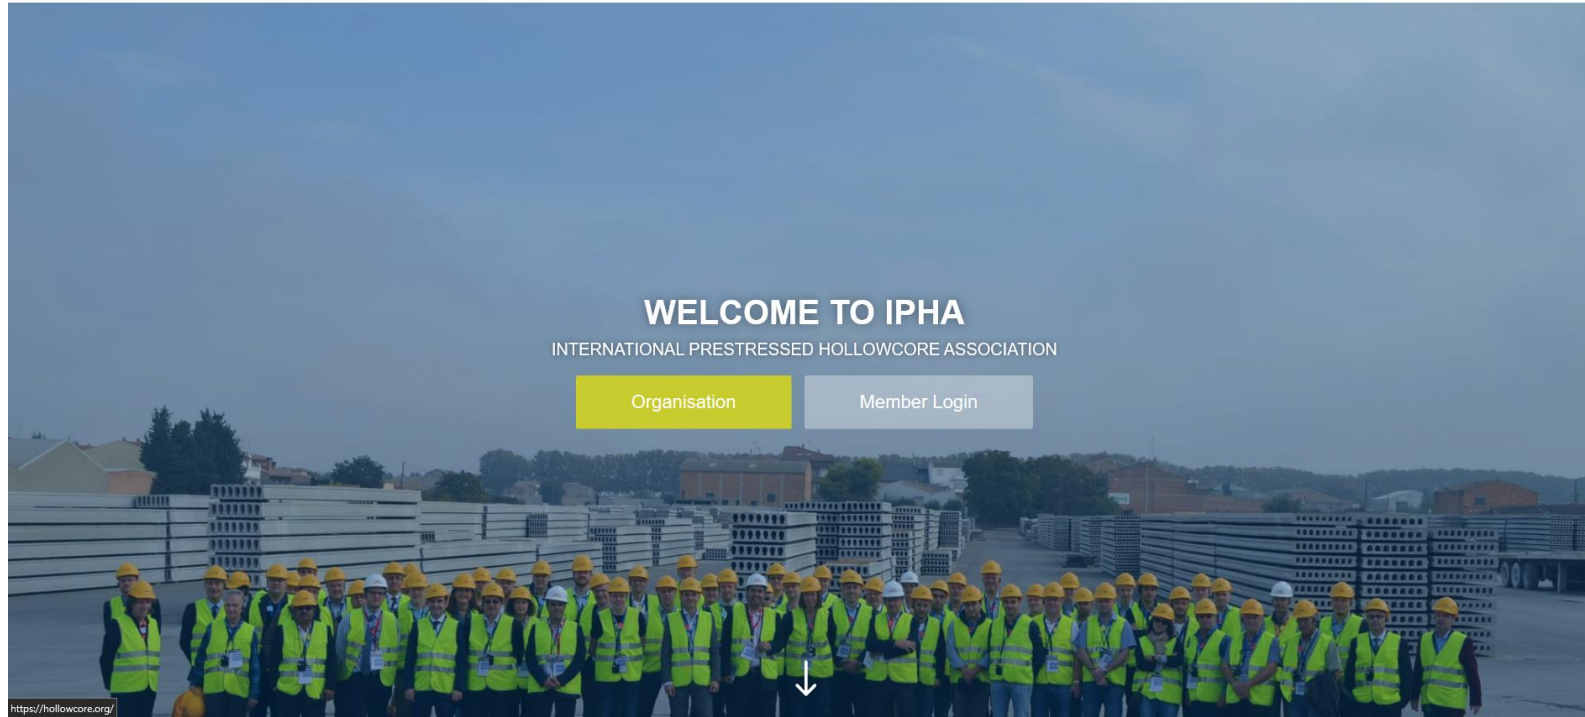 WELCOME TO IPHA
INTERNATIONAL PRESTRESSED HOLLOWCORE ASSOCIATION
Organisation
Member Login
https://hollowcore.org/